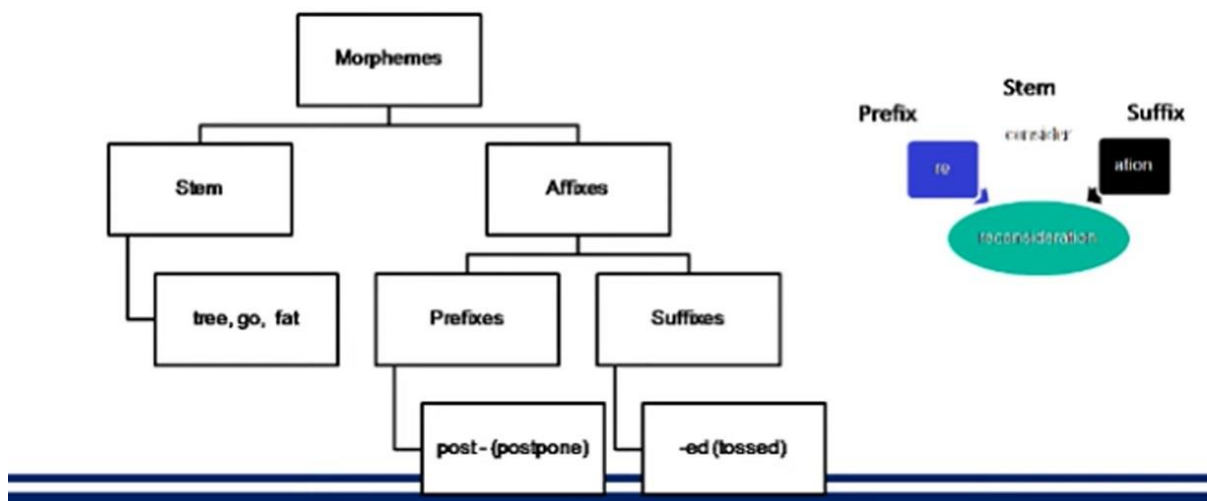 Morphemes
Stem
Affixes
tree, go, fat
Prefixes
Suffixes
post - (postpone)
-ed (tossed)
Stem
Prefix
Suffix
consider
re
ation
reconsideration